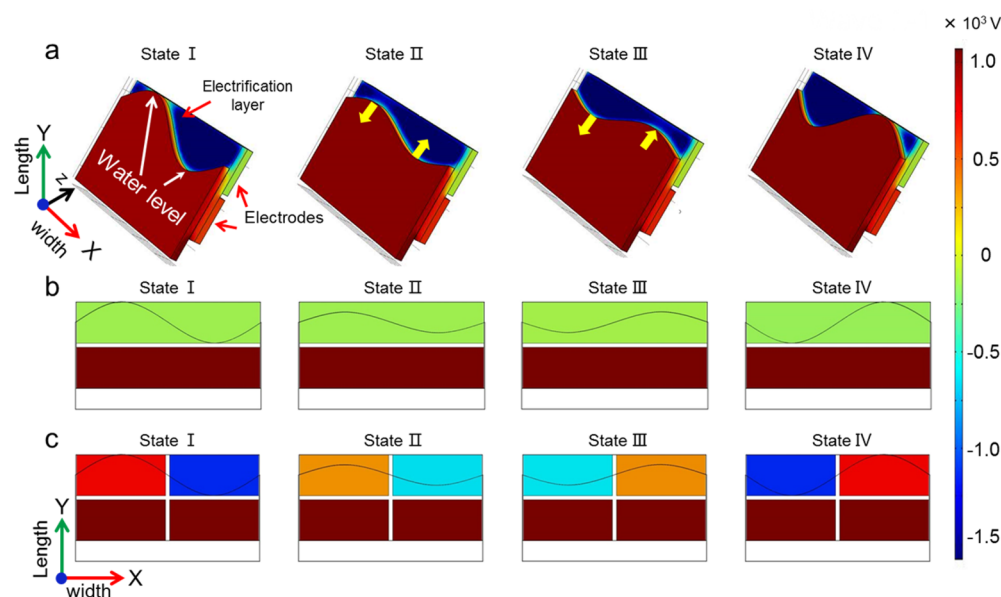 × 10³ V
a
State Ⅰ
State Ⅱ
State Ⅲ
State Ⅳ
Electrification
layer
Water level
Electrodes
Length
Y
Z
width
X
1.0
0.5
0
-0.5
-1.0
-1.5
b
State Ⅰ
State Ⅱ
State Ⅲ
State Ⅳ
c
State Ⅰ
State Ⅱ
State Ⅲ
State Ⅳ
Length
Y
width
X